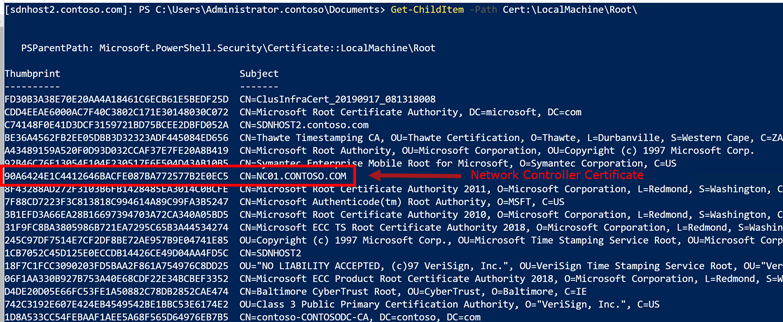 [sdnhost2.contoso.com]: PS C:\Users\Administrator.contoso\Documents> Get-ChildItem -Path Cert:\LocalMachine\Root\
PSParentPath: Microsoft.PowerShell.Security\Certificate::LocalMachine\Root
Thumbprint Subject
---------- -------
FD30B3A38E70E20AA4A18461C6ECB61E5BEDF25D CN=ClusInfraCert_20190917_081318008
CDD4EEAE6000AC7F40C3802C171E30148030C072 CN=Microsoft Root Certificate Authority, DC=microsoft, DC=com
C74148F0E41D3DCF3159721BD75BCEE2DBFD052A CN=SDNHOST2.contoso.com
BE36A4562FB2EE05DBB3D32323ADF445084ED656 CN=Thawte Timestamping CA, OU=Thawte Certification, O=Thawte, L=Durbanville, S=Western Cape, C=ZA
A43489159A520F0D93D032CCAF37E7FE20A8B419 CN=Microsoft Root Authority, OU=Microsoft Corporation, OU=Copyright (c) 1997 Microsoft Corp.
92B46C76E13054E104F230517E6E504D43AB10B5 CN=Symantec Enterprise Mobile Root for Microsoft, O=Symantec Corporation, C=US
90A6424E1C4412646BACFE087BA772577B2E0EC5 CN=NC01.CONTOSO.COM Network Controller Certificate
8F43288AD272F3103B6FB1428485EA3014C0BCFE CN=Microsoft Root Certificate Authority 2011, O=Microsoft Corporation, L=Redmond, S=Washington, C
7F88CD7223F3C813818C994614A89C99FA3B5247 CN=Microsoft Authenticode(tm) Root Authority, O=MSFT, C=US
3B1EFD3A66EA28B16697394703A72CA340A05BD5 CN=Microsoft Root Certificate Authority 2010, O=Microsoft Corporation, L=Redmond, S=Washington, C
31F9FC8BA3805986B721EA7295C65B3A44534274 CN=Microsoft ECC TS Root Certificate Authority 2018, O=Microsoft Corporation, L=Redmond, S=Washin
245C97DF7514E7CF2DF8BE72AE957B9E04741E85 OU=Copyright (c) 1997 Microsoft Corp., OU=Microsoft Time Stamping Service Root, OU=Microsoft Cor
1CB7052C45D125E0ECCDB14426CE49D04AA4FD5C CN=SDNHOST2
18F7C1FCC3090203FD5BAA2F861A754976C8DD25 OU="NO LIABILITY ACCEPTED, (c)97 VeriSign, Inc.", OU=VeriSign Time Stamping Service Root, OU="Ver
06F1AA330B927B753A40E68CDF22E34BCBEF3352 CN=Microsoft ECC Product Root Certificate Authority 2018, O=Microsoft Corporation, L=Redmond, S=W
D4DE20D05E66FC53FE1A50882C78DB2852CAE474 CN=Baltimore CyberTrust Root, OU=CyberTrust, O=Baltimore, C=IE
742C3192E607E424EB4549542BE1BBC53E6174E2 OU=Class 3 Public Primary Certification Authority, O="VeriSign, Inc.", C=US
1D8A533CC54FEBAAF1AEE5A68F565D64976EB7B5 CN=contoso-CONTOSODC-CA, DC=contoso, DC=com